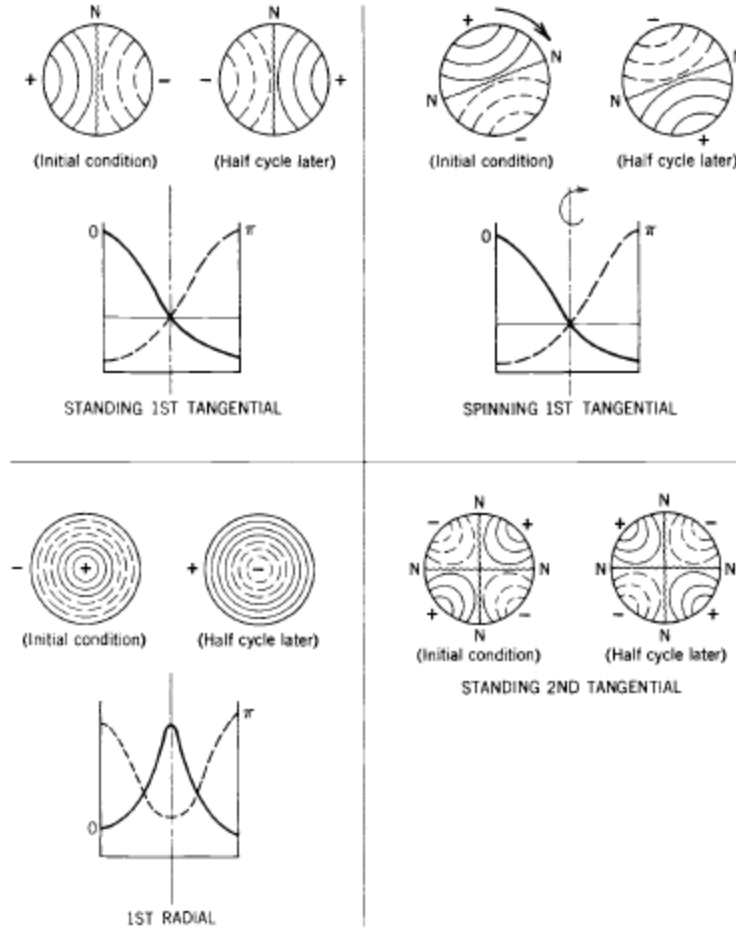 N
+ -
(Initial condition)
N
- +
(Half cycle later)
0 π
STANDING 1ST TANGENTIAL
+
N
N
-
(Initial condition)
-
N
N
+
(Half cycle later)
0 π
SPINNING 1ST TANGENTIAL
- +
(Initial condition)
+ -
(Half cycle later)
π
0
1ST RADIAL
N
- +
N N
+ -
N
(Initial condition)
N
+ -
N N
- +
N
(Half cycle later)
STANDING 2ND TANGENTIAL